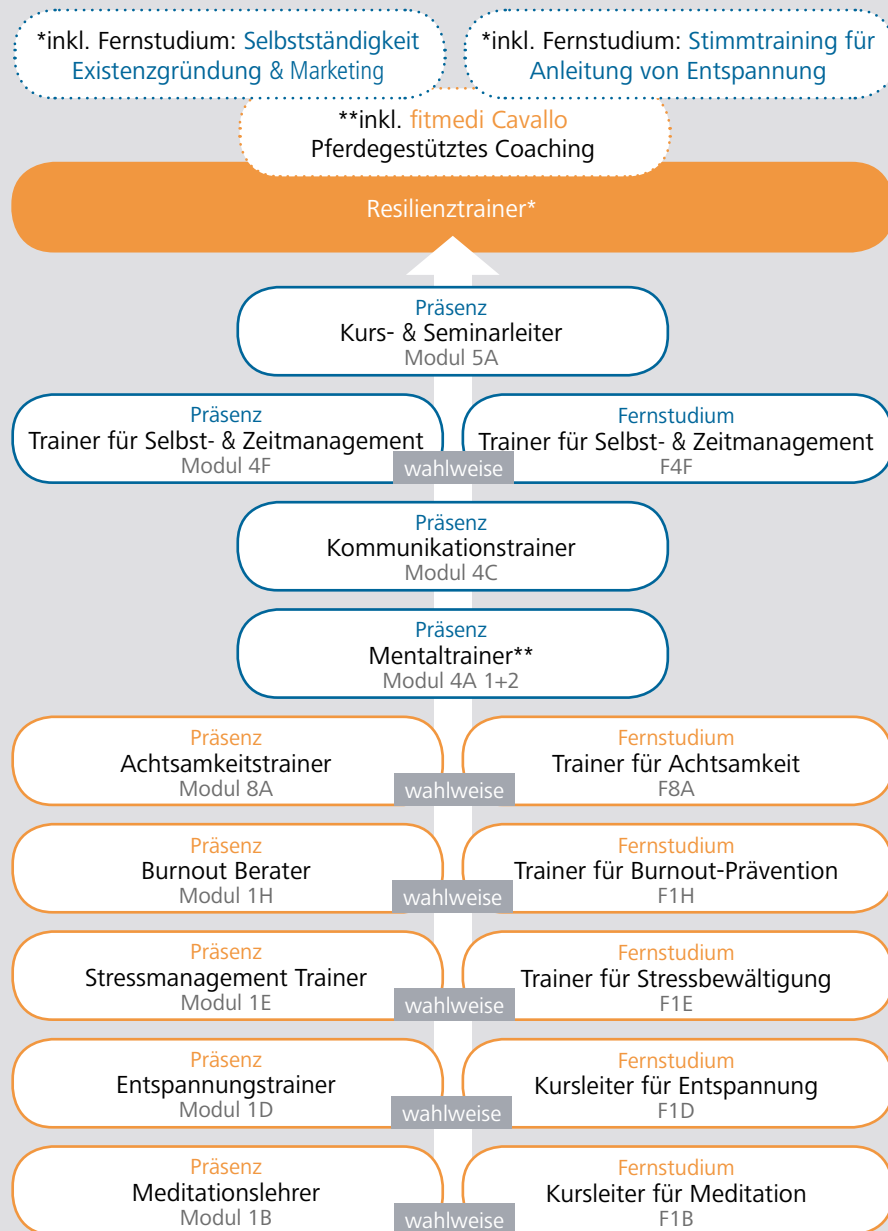 *inkl. Fernstudium: Selbstständigkeit
Existenzgründung & Marketing
*inkl. Fernstudium: Stimmtraining für
Anleitung von Entspannung
**inkl. fitmedi Cavallo
Pferdegestütztes Coaching
Resilienztrainer*
Präsenz
Kurs- & Seminarleiter
Modul 5A
Präsenz
Trainer für Selbst- & Zeitmanagement
Modul 4F
wahlweise
Fernstudium
Trainer für Selbst- & Zeitmanagement
F4F
Präsenz
Kommunikationstrainer
Modul 4C
Präsenz
Mentaltrainer**
Modul 4A 1+2
Präsenz
Achtsamkeitstrainer
Modul 8A
wahlweise
Fernstudium
Trainer für Achtsamkeit
F8A
Präsenz
Burnout Berater
Modul 1H
wahlweise
Fernstudium
Trainer für Burnout-Prävention
F1H
Präsenz
Stressmanagement Trainer
Modul 1E
wahlweise
Fernstudium
Trainer für Stressbewältigung
F1E
Präsenz
Entspannungstrainer
Modul 1D
wahlweise
Fernstudium
Kursleiter für Entspannung
F1D
Präsenz
Meditationslehrer
Modul 1B
wahlweise
Fernstudium
Kursleiter für Meditation
F1B